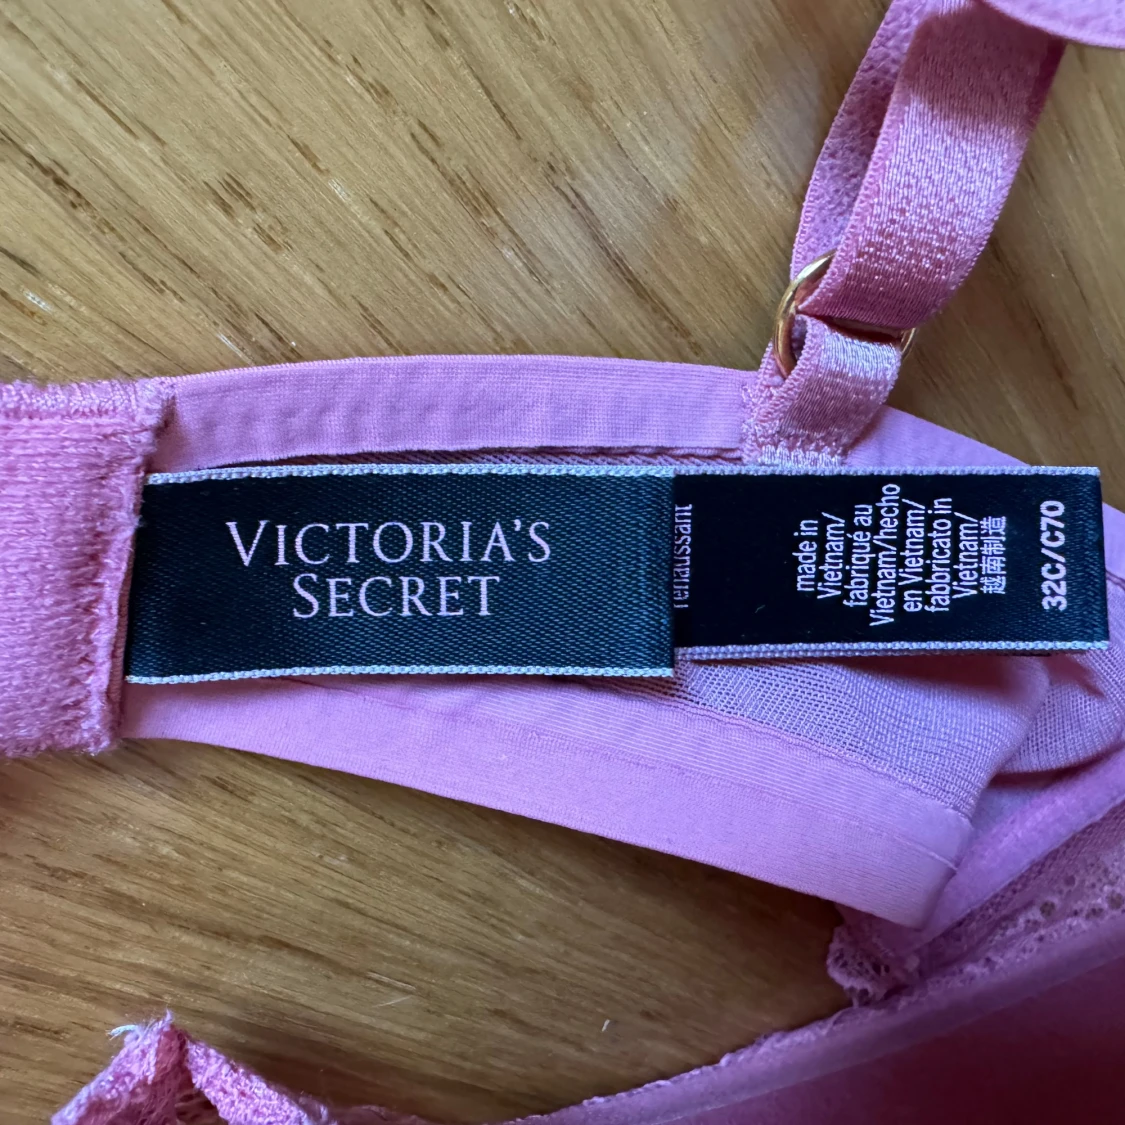 VICTORIA'S
SECRET
rehaussant
made in
Vietnam/
fabriqué au
Vietnam/hecho
en Vietnam/
fabbricato in
Vietnam/
越南制造
32C/C70